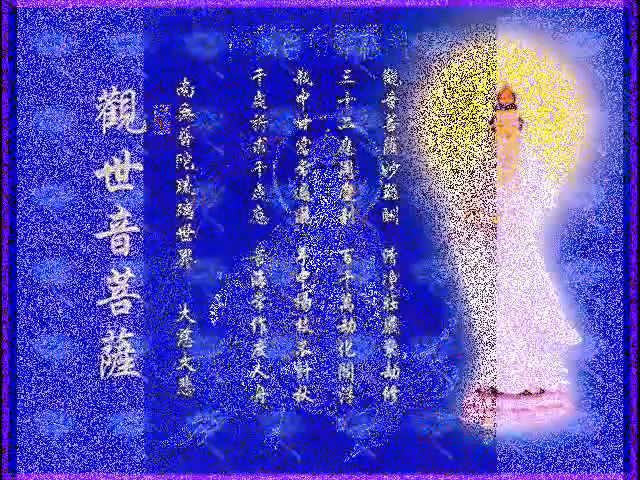 觀音菩薩妙難酬 清淨莊嚴累劫修
三十二應遍塵剎 百千萬劫化閻浮
瓶中甘露常遍灑 手中楊枝不計秋
千處祈求千處應 苦海常作度人舟
南無普陀琉璃世界 大慈大悲
觀世音菩薩